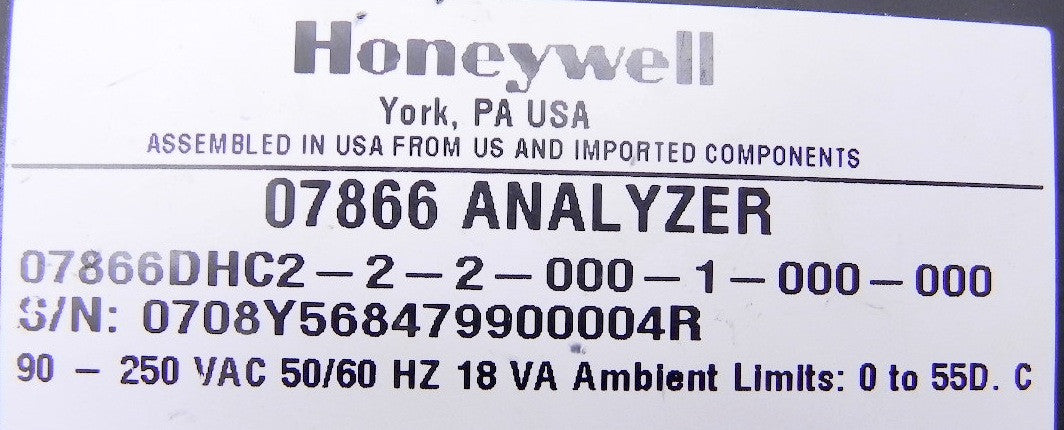 Honeywell
York, PA USA
ASSEMBLED IN USA FROM US AND IMPORTED COMPONENTS
07866 ANALYZER
07866DHC2-2-2-000-1-000-000
S/N: 0708Y568479900004R
90 - 250 VAC 50/60 HZ 18 VA Ambient Limits: 0 to 55D. C